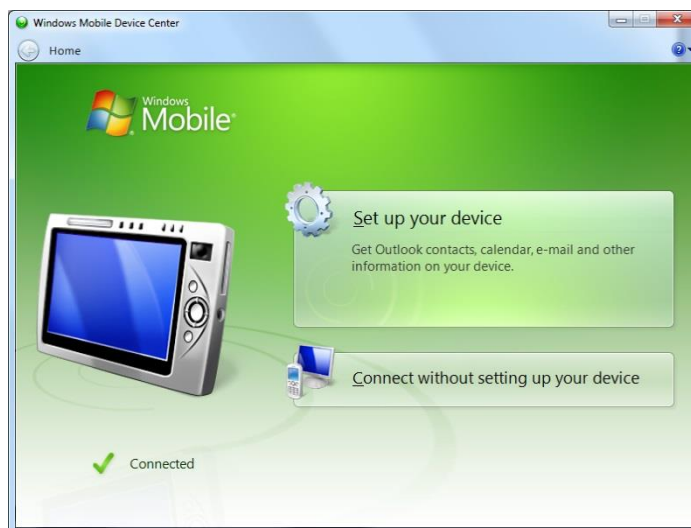 Windows Mobile Device Center
Home
Windows
Mobile
Set up your device
Get Outlook contacts, calendar, e-mail and other
information on your device.
Connect without setting up your device
Connected